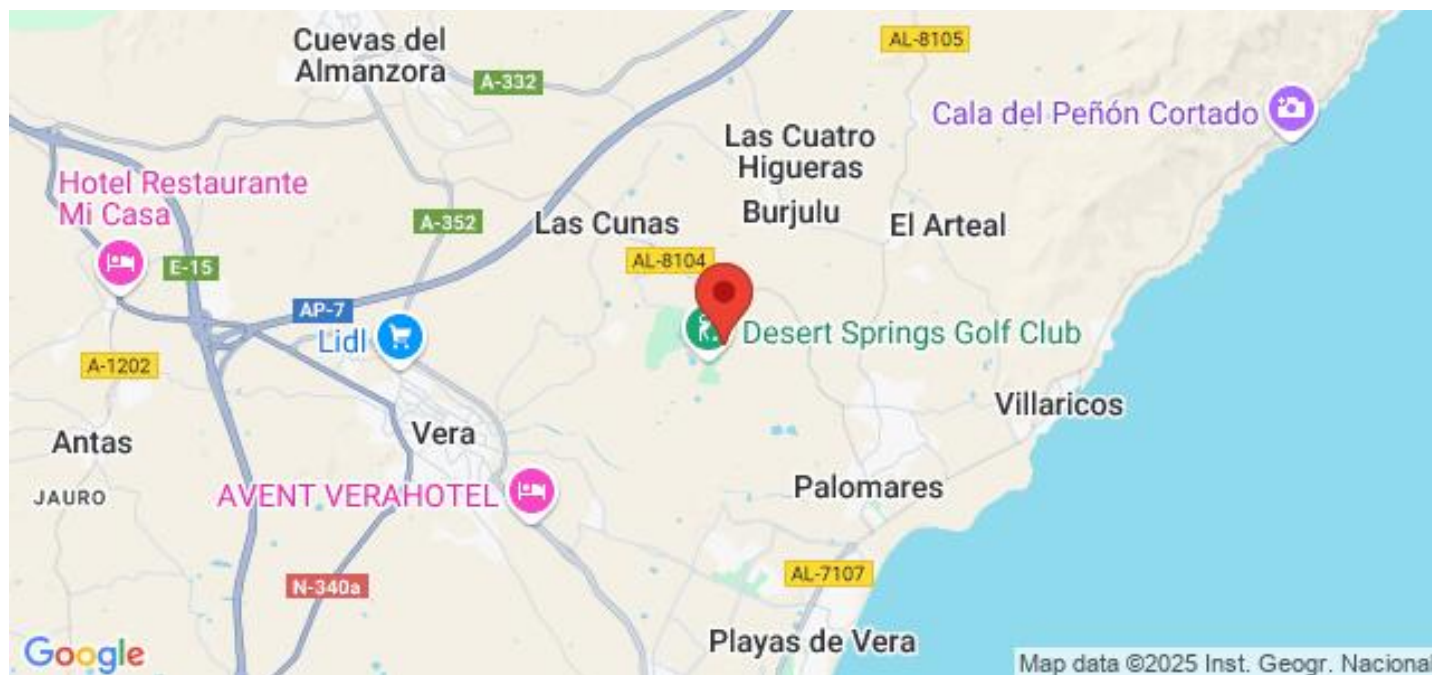 Cuevas del
Almanzora
AL-8105
A-332
Cala del Peñón Cortado
Las Cuatro
Higueras
Hotel Restaurante
Mi Casa
A-352
Las Cunas
Burjulu
El Arteal
AL-8104
E-15
AP-7
Lidl
Desert Springs Golf Club
A-1202
Villaricos
Antas
Vera
JAURO
AVENT VERAHOTEL
Palomares
N-340a
AL-7107
Playas de Vera
Google
Map data ©2025 Inst. Geogr. Nacional